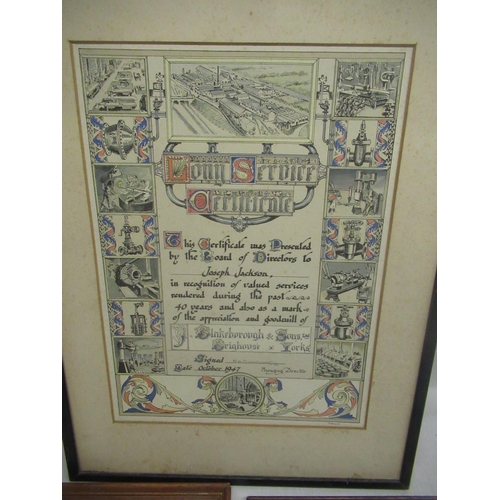 Long Service
Certificate
This Certificate was Presented
by the Board of Directors to
Joseph Jackson,
in recognition of valued services
rendered during the past
40 years and also as a mark
of the appreciation and goodwill of
J. Blakeborough & Sons Ltd
Brighouse Yorks
Signed
Date October 1947 Managing Director